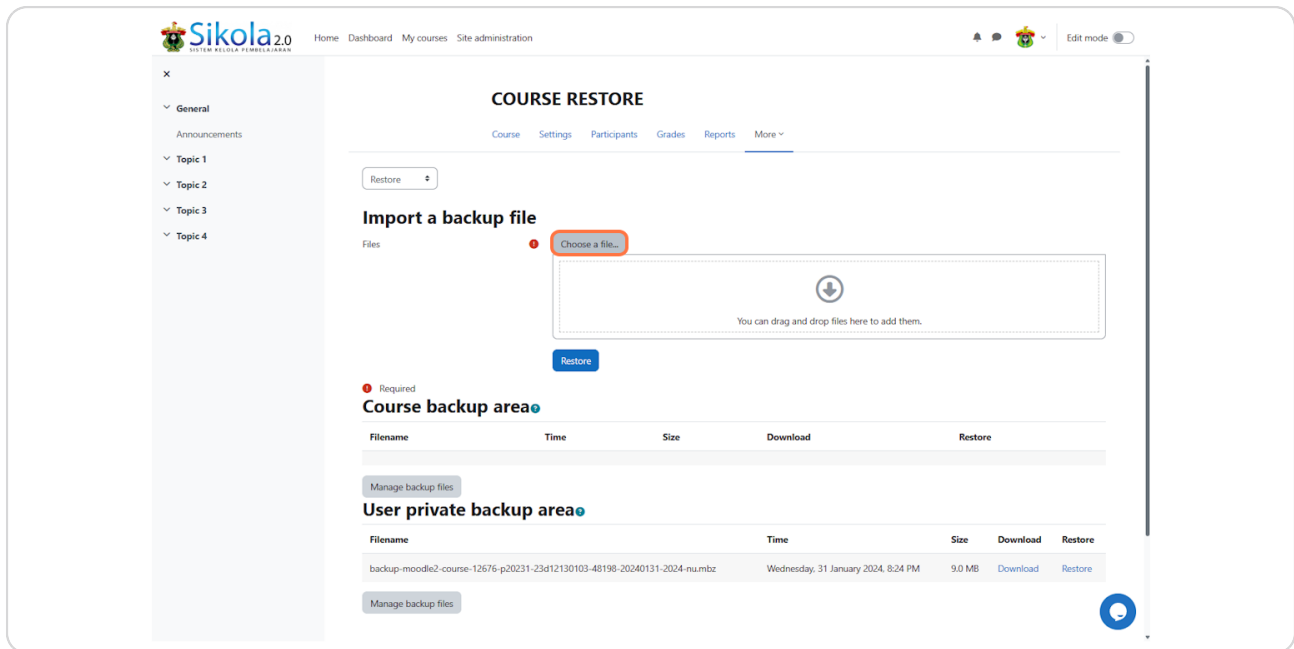 Sikola 2.0
SISTEM KELOLA PEMBELAJARAN
Home Dashboard My courses Site administration
Edit mode
General
Announcements
Topic 1
Topic 2
Topic 3
Topic 4
COURSE RESTORE
Course Settings Participants Grades Reports More
Restore
Import a backup file
Files
Choose a file...
You can drag and drop files here to add them.
Restore
Required
Course backup area
Filename Time Size Download Restore
Manage backup files
User private backup area
Filename Time Size Download Restore
backup-moodle2-course-12676-p20231-23d12130103-48198-20240131-2024-nu.mbz Wednesday, 31 January 2024, 8:24 PM 9.0 MB Download Restore
Manage backup files